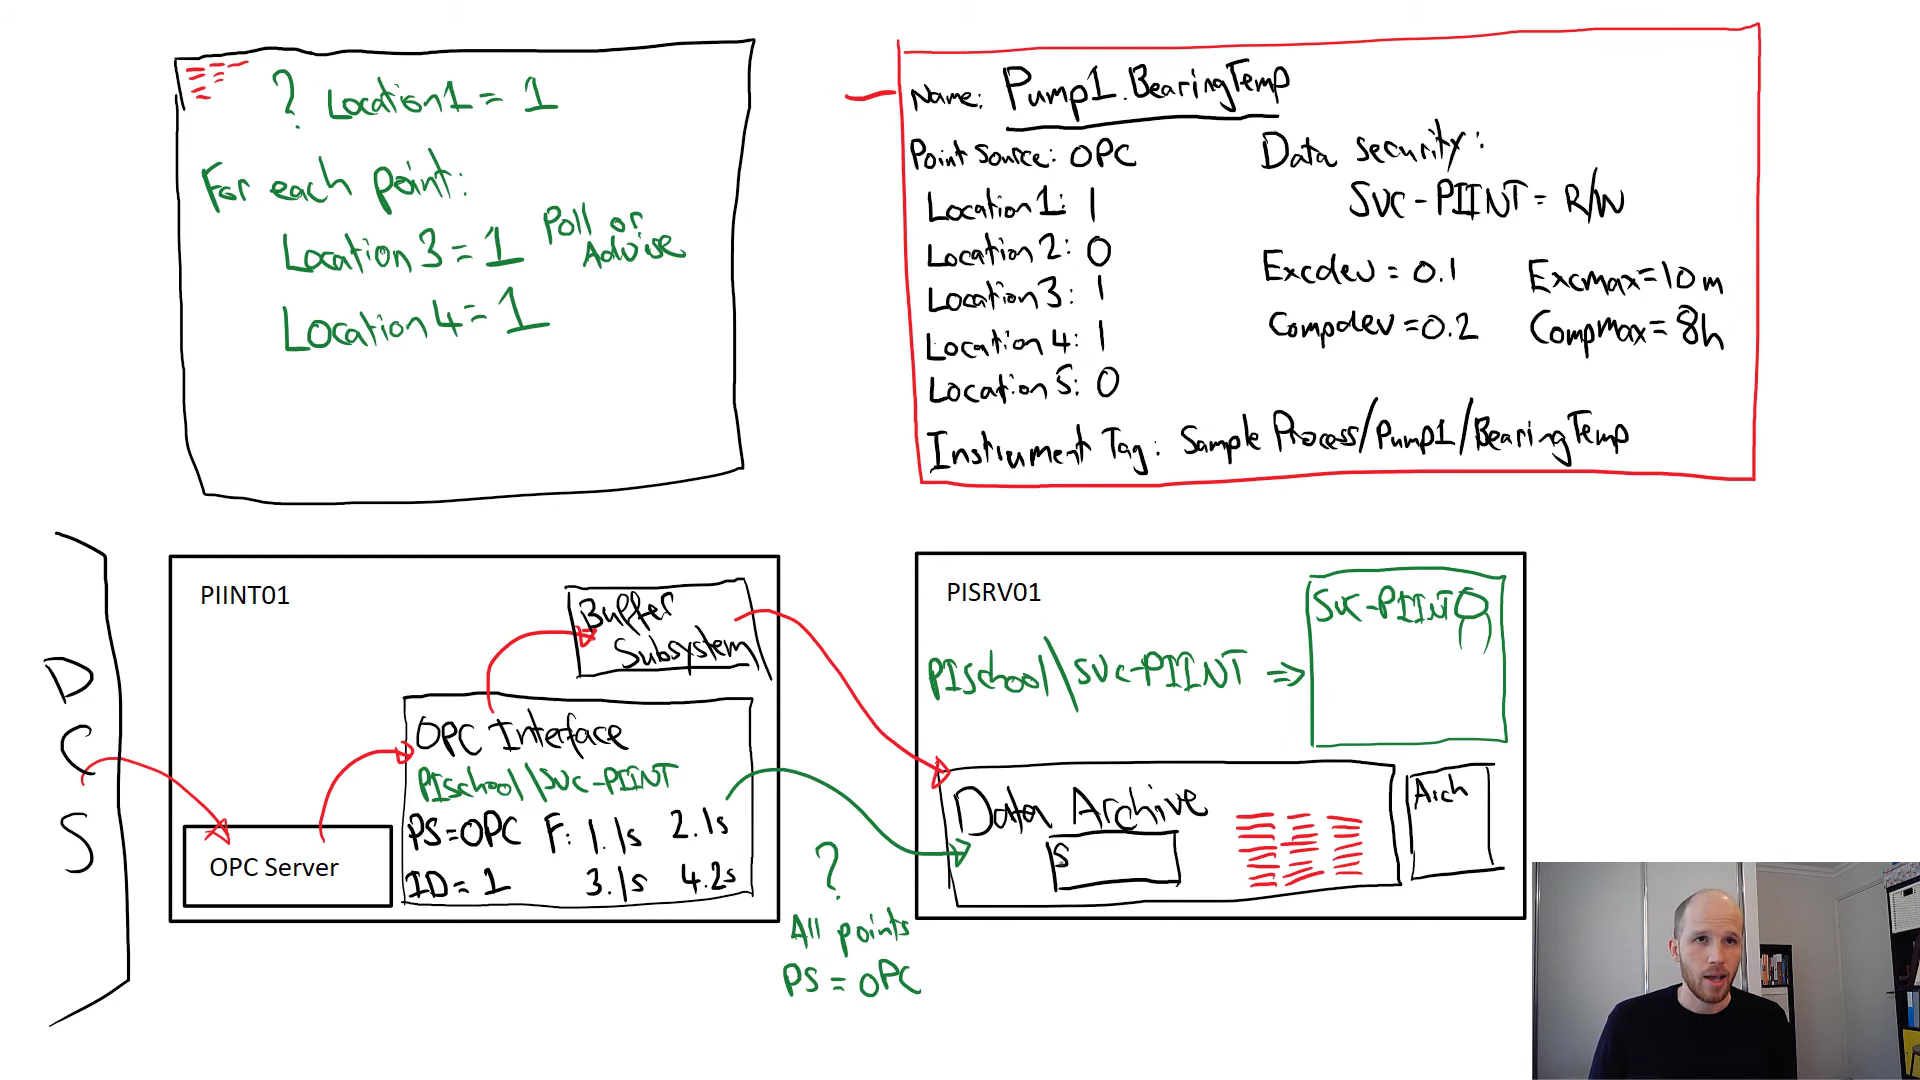 ? Location1 = 1
For each point:
Location 3 = 1 Poll or Advise
Location 4 = 1
Name: Pump1.BearingTemp
Point Source: OPC
Location 1: 1
Location 2: 0
Location 3: 1
Location 4: 1
Location 5: 0
Data security:
SVC-PIINT = R/W
Excdev = 0.1 Excmax = 10m
Compdev = 0.2 Compmax = 8h
Instrument Tag: Sample Process/Pump1/BearingTemp
D
C
S
PIINT01
Buffer
Subsystem
OPC Interface
PIschool\svc-PIINT
PS=OPC F: 1.1s 2.1s
ID=1 3.1s 4.2s
OPC Server
?
All points
PS = OPC
PISRV01
PIschool\svc-PIINT =>
SVC-PIINT
Data Archive
S
Arch